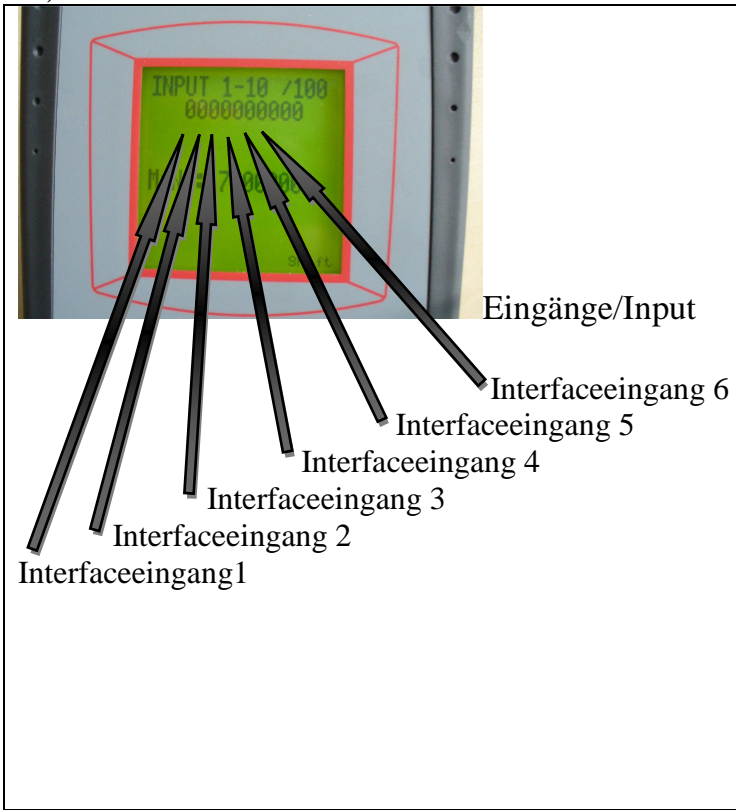 INPUT 1-10 /100
0000000000
Eingänge/Input
Interfaceeingang 6
Interfaceeingang 5
Interfaceeingang 4
Interfaceeingang 3
Interfaceeingang 2
Interfaceeingang1